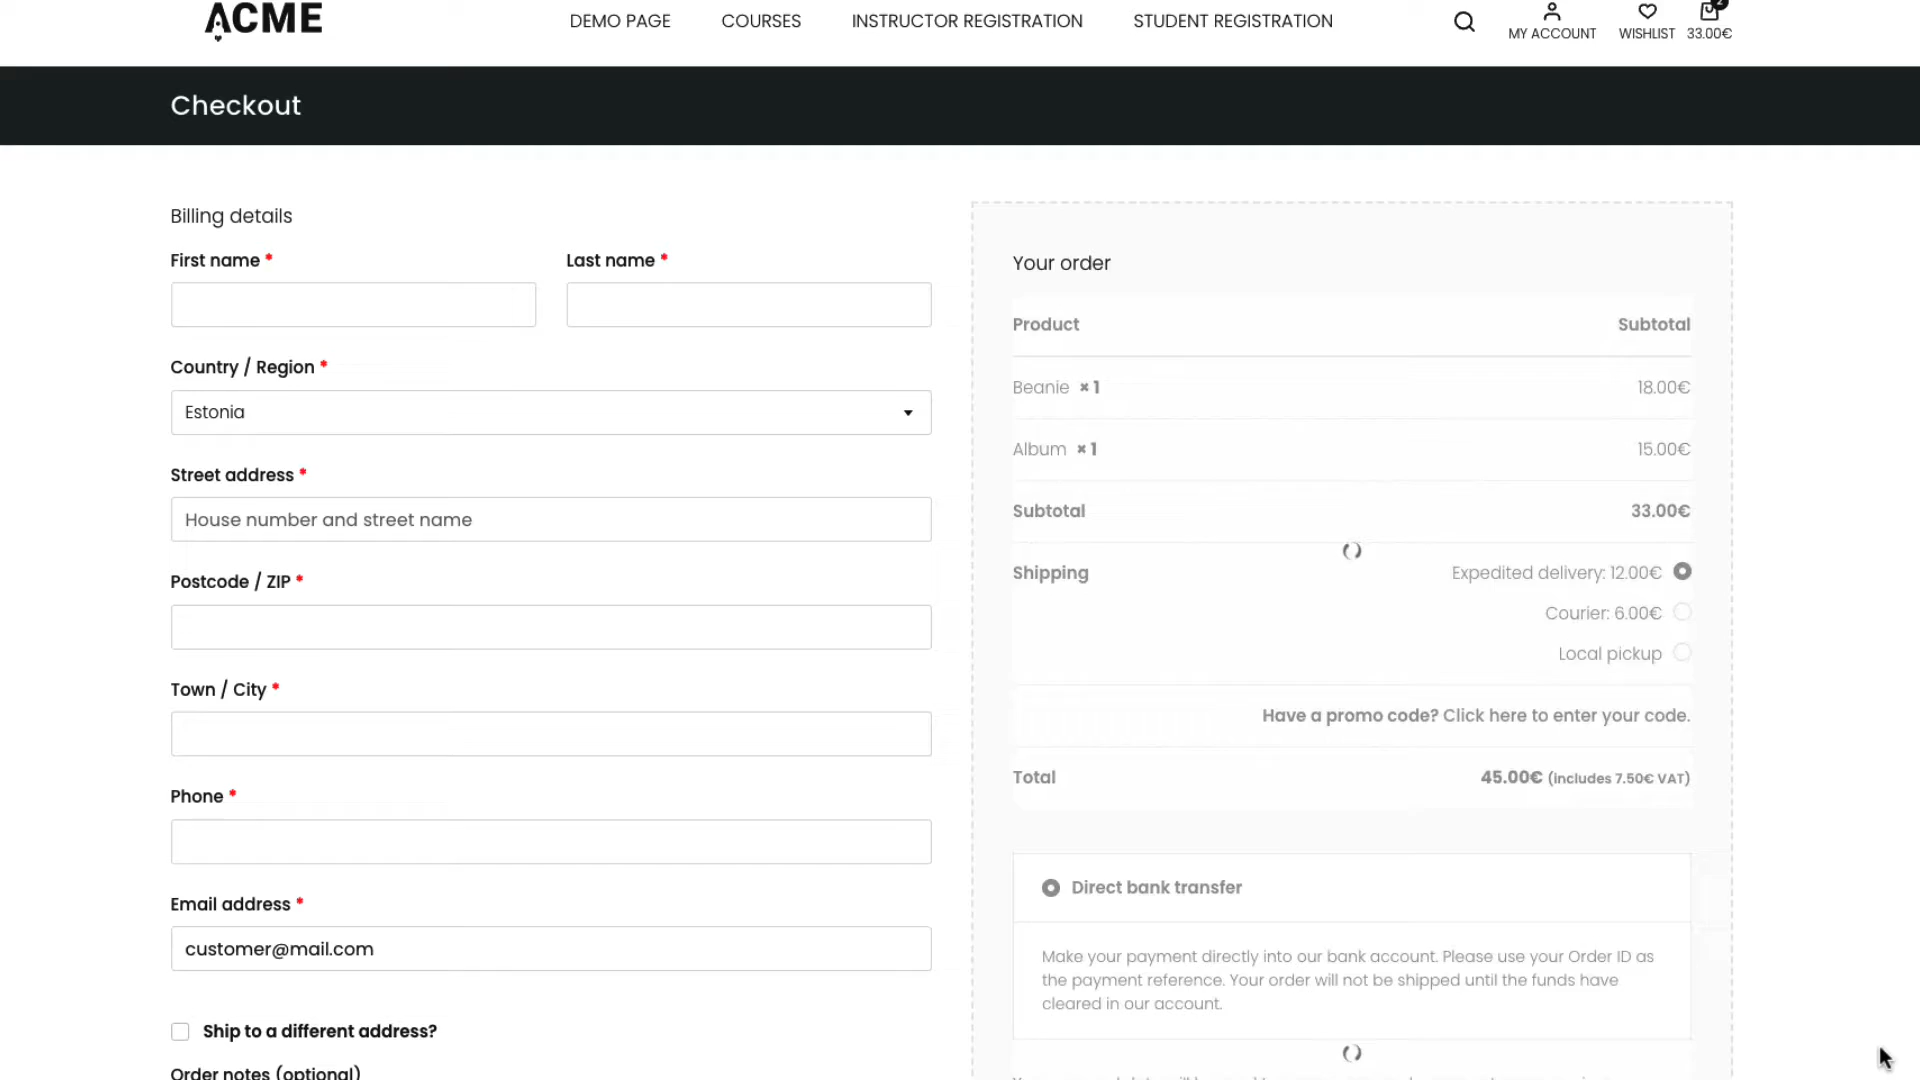 ACME
DEMO PAGE
COURSES
INSTRUCTOR REGISTRATION
STUDENT REGISTRATION
MY ACCOUNT
WISHLIST
2
33.00€
Checkout
Billing details
First name *
Last name *
Country / Region *
Estonia
Street address *
House number and street name
Postcode / ZIP *
Town / City *
Phone *
Email address *
customer@mail.com
Ship to a different address?
Order notes (optional)
Your order
Product Subtotal
Beanie × 1 18.00€
Album × 1 15.00€
Subtotal 33.00€
Shipping Expedited delivery: 12.00€
Courier: 6.00€
Local pickup
Have a promo code? Click here to enter your code.
Total 45.00€ (includes 7.50€ VAT)
Direct bank transfer
Make your payment directly into our bank account. Please use your Order ID as
the payment reference. Your order will not be shipped until the funds have
cleared in our account.